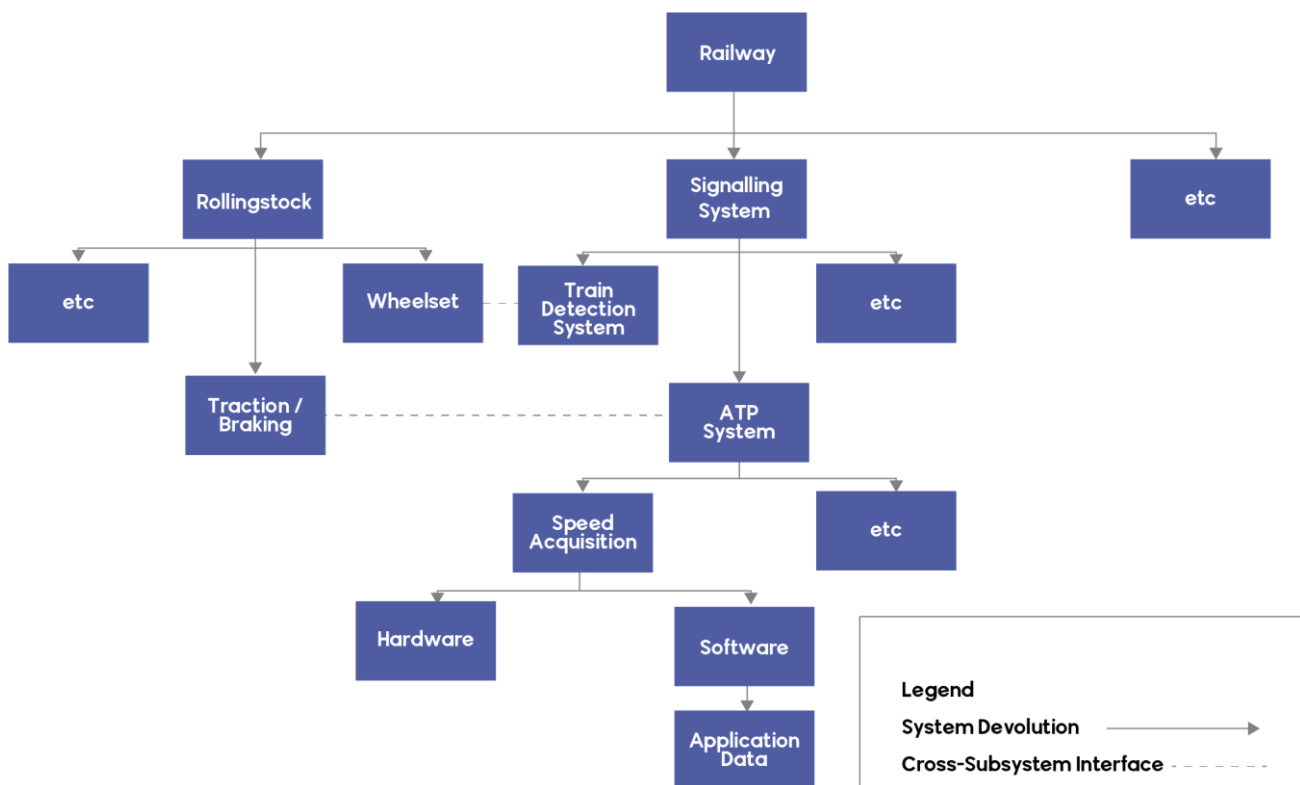 Railway
Rollingstock
Signalling
System
etc
etc
Wheelset
Train
Detection
System
etc
Traction /
Braking
ATP
System
Speed
Acquisition
etc
Hardware
Software
Application
Data
Legend
System Devolution
Cross-Subsystem Interface